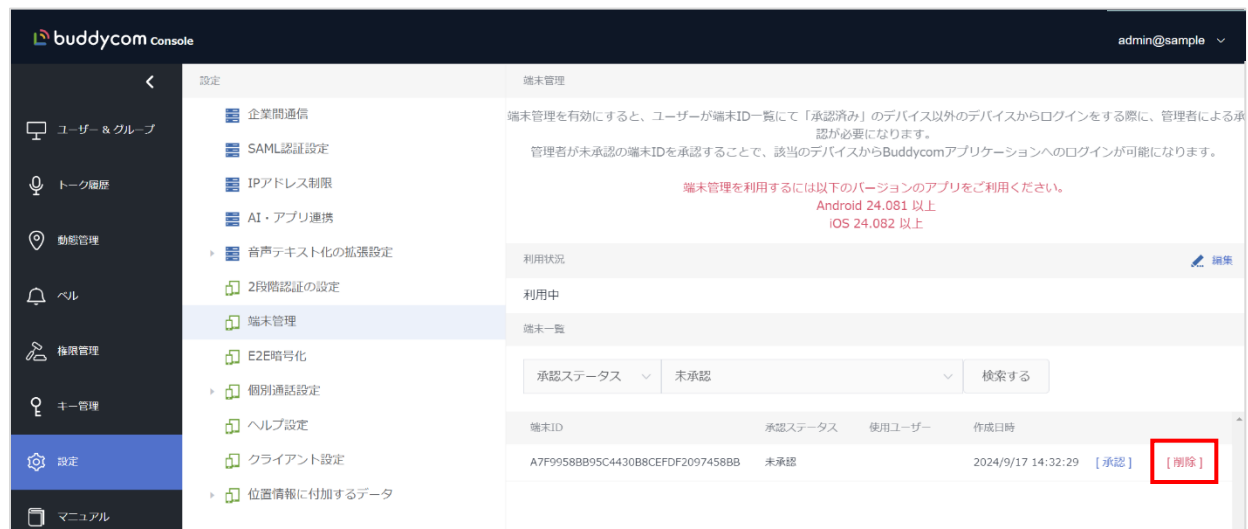 buddycom Console
admin@sample
ユーザー & グループ
トーク履歴
動態管理
ベル
権限管理
キー管理
設定
マニュアル
設定
企業間通信
SAML認証設定
IPアドレス制限
AI・アプリ連携
音声テキスト化の拡張設定
2段階認証の設定
端末管理
E2E暗号化
個別通話設定
ヘルプ設定
クライアント設定
位置情報に付加するデータ
端末管理
端末管理を有効にすると、ユーザーが端末ID一覧にて「承認済み」のデバイス以外のデバイスからログインをする際に、管理者による承
認が必要になります。
管理者が未承認の端末IDを承認することで、該当のデバイスからBuddycomアプリケーションへのログインが可能になります。
端末管理を利用するには以下のバージョンのアプリをご利用ください。
Android 24.081 以上
iOS 24.082 以上
利用状況 編集
利用中
端末一覧
承認ステータス 未承認 検索する
端末ID 承認ステータス 使用ユーザー 作成日時
A7F9958BB95C4430B8CEFDF2097458BB 未承認 2024/9/17 14:32:29 [ 承認 ] [ 削除 ]